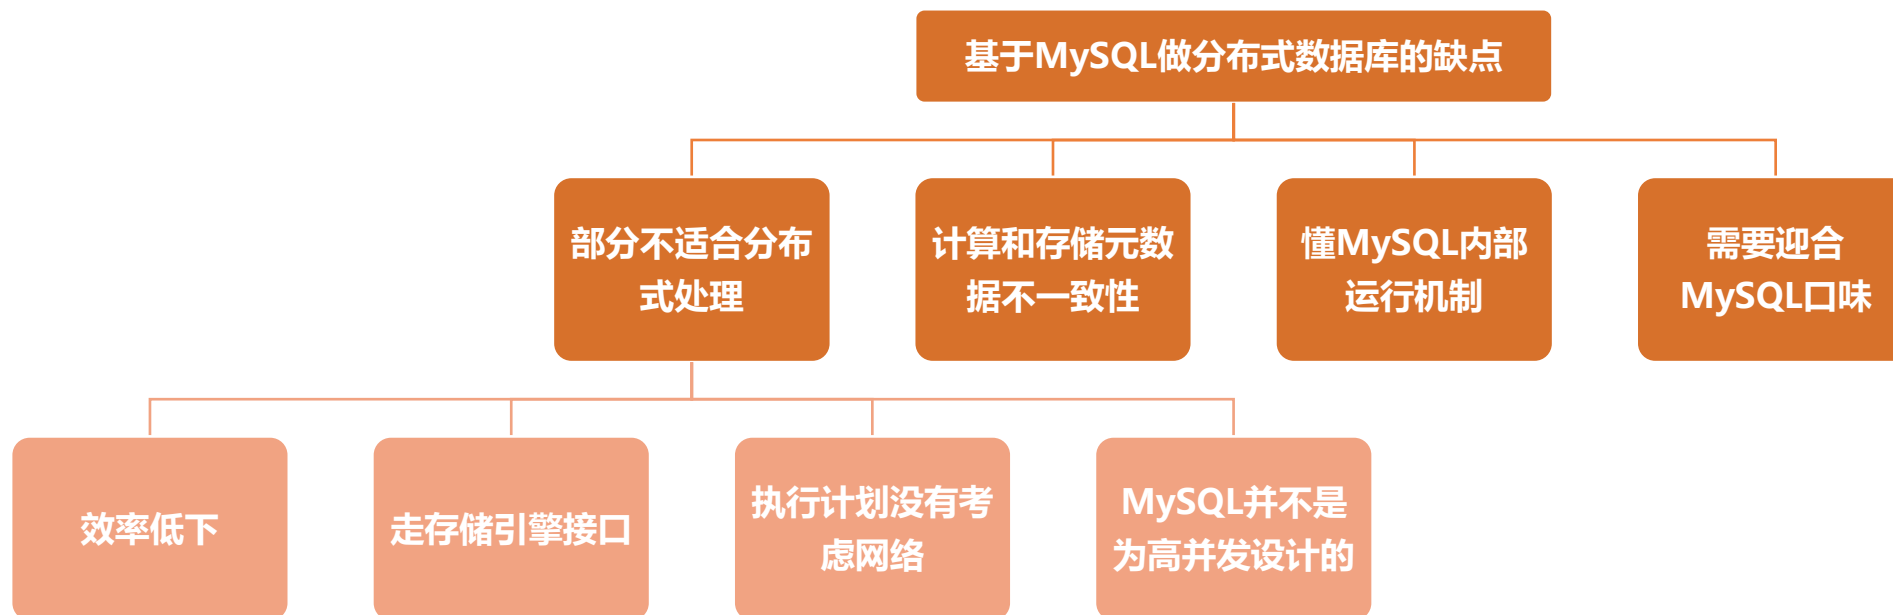 基于MySQL做分布式数据库的缺点
部分不适合分布
式处理
计算和存储元数
据不一致性
懂MySQL内部
运行机制
需要迎合
MySQL口味
效率低下
走存储引擎接口
执行计划没有考
虑网络
MySQL并不是
为高并发设计的